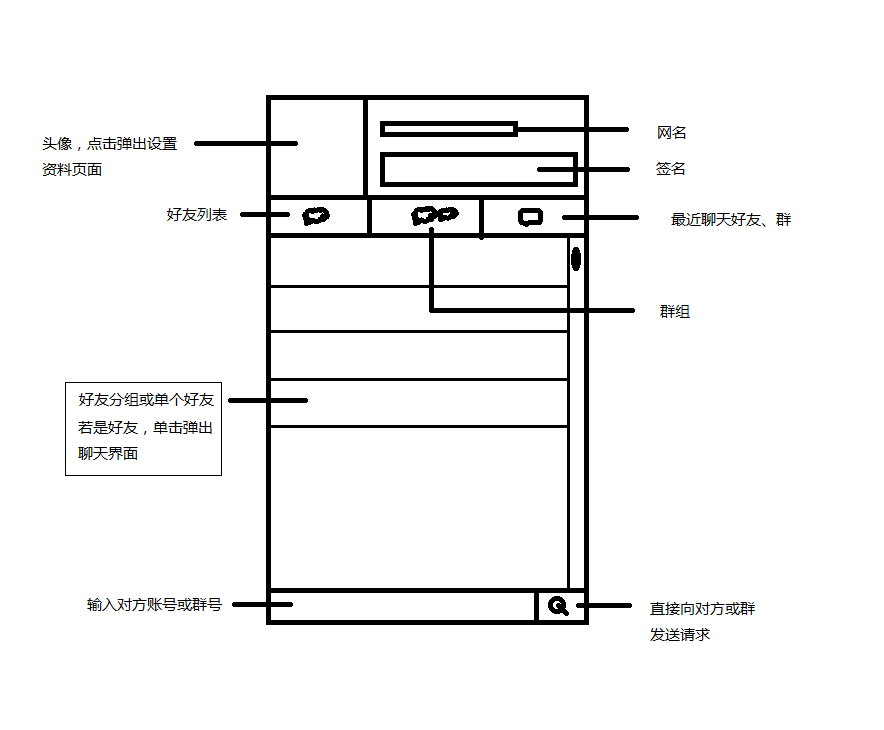 网名
头像，点击弹出设置
资料页面
签名
好友列表
最近聊天好友、群
群组
好友分组或单个好友
若是好友，单击弹出
聊天界面
输入对方账号或群号
直接向对方或群
发送请求